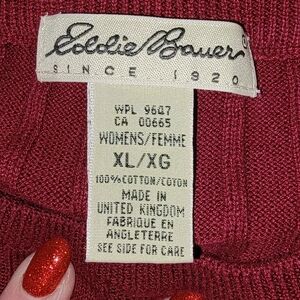 Eddie Bauer
SINCE 1920
WPL 9627
CA 00665
WOMENS/FEMME
XL/XG
100%COTTON/COTON
MADE IN
UNITED KINGDOM
FABRIQUE EN
ANGLETERRE
SEE SIDE FOR CARE